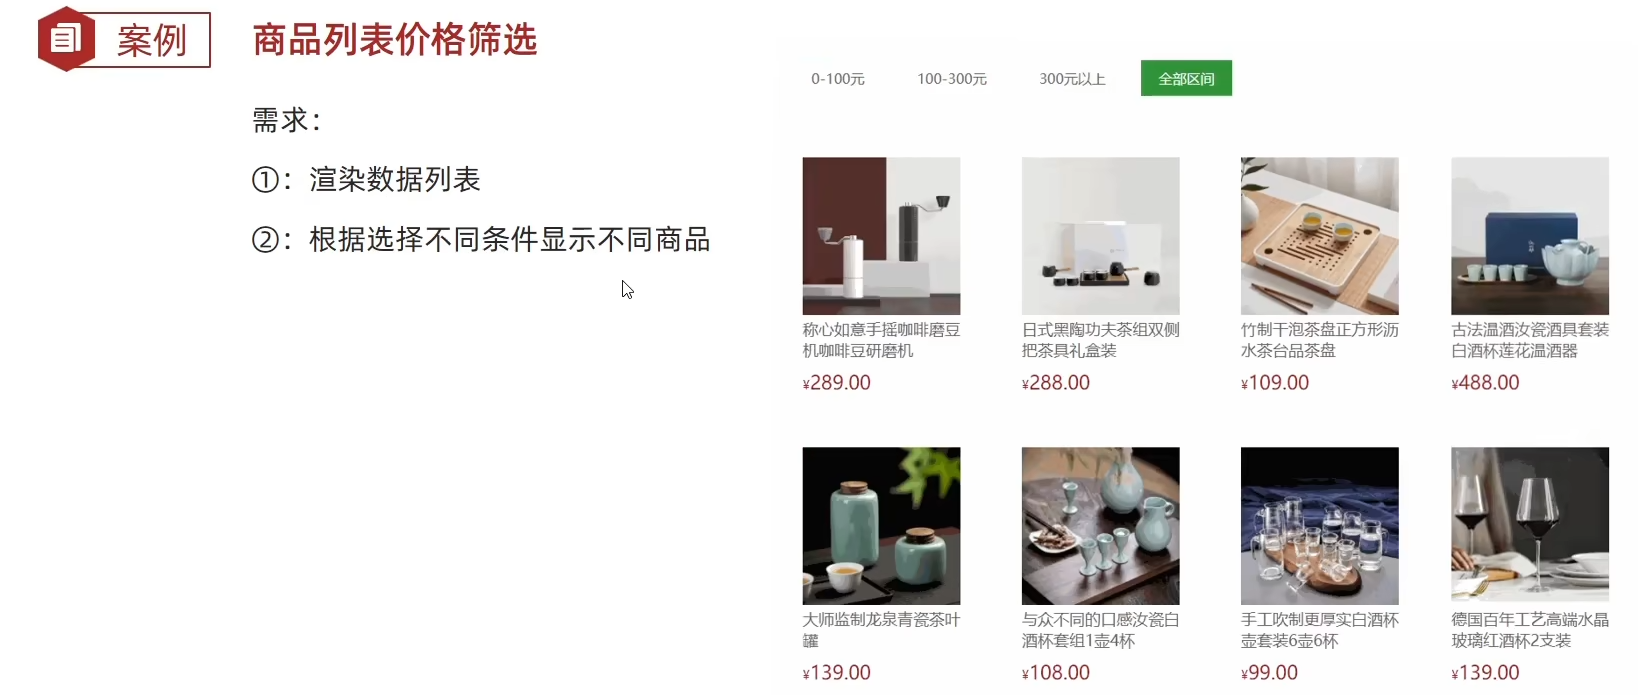 案例
商品列表价格筛选
需求：
①：渲染数据列表
②：根据选择不同条件显示不同商品
0-100元 100-300元 300元以上 全部区间
称心如意手摇咖啡磨豆
机咖啡豆研磨机
¥289.00
日式黑陶功夫茶组双侧
把茶具礼盒装
¥288.00
竹制干泡茶盘正方形沥
水茶台品茶盘
¥109.00
古法温酒汝瓷酒具套装
白酒杯莲花温酒器
¥488.00
大师监制龙泉青瓷茶叶
罐
¥139.00
与众不同的口感汝瓷白
酒杯套组1壶4杯
¥108.00
手工吹制更厚实白酒杯
壶套装6壶6杯
¥99.00
德国百年工艺高端水晶
玻璃红酒杯2支装
¥139.00